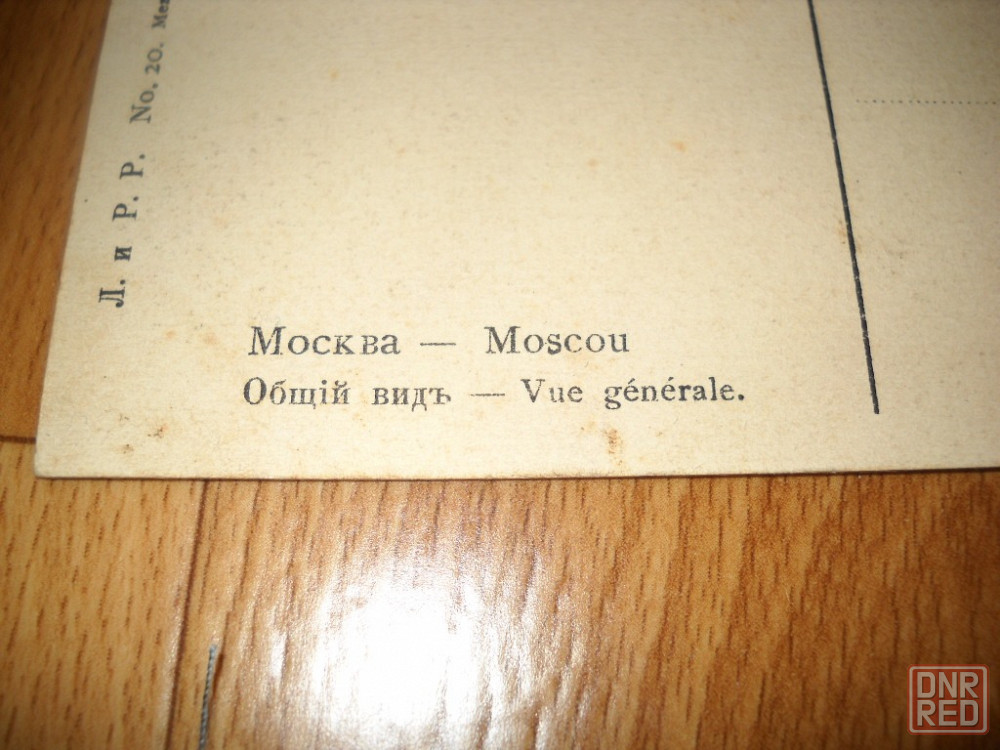 Л. и Р. Р. No. 20.
Москва — Moscou
Общій видъ — Vue générale.
DNR
RED